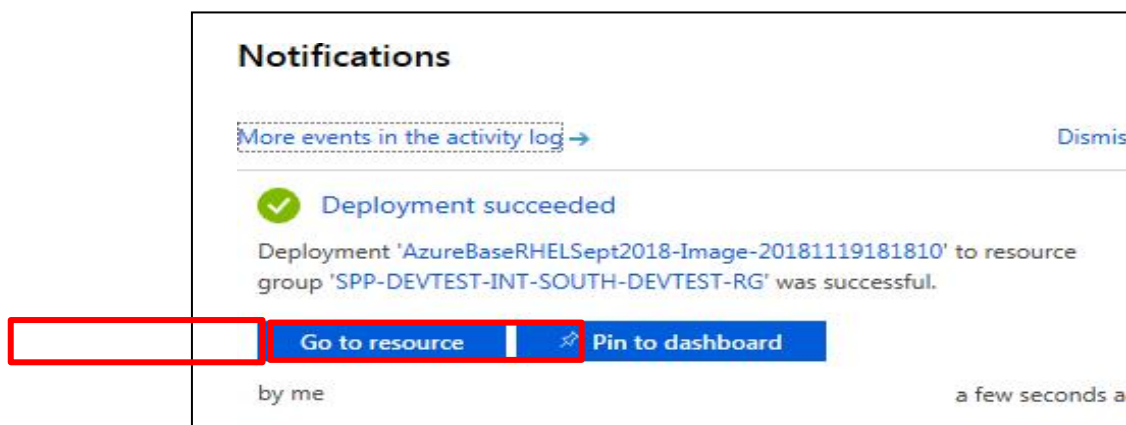 Notifications
More events in the activity log → Dismis
Deployment succeeded
Deployment 'AzureBaseRHELSept2018-Image-20181119181810' to resource
group 'SPP-DEVTEST-INT-SOUTH-DEVTEST-RG' was successful.
Go to resource Pin to dashboard
by me a few seconds a